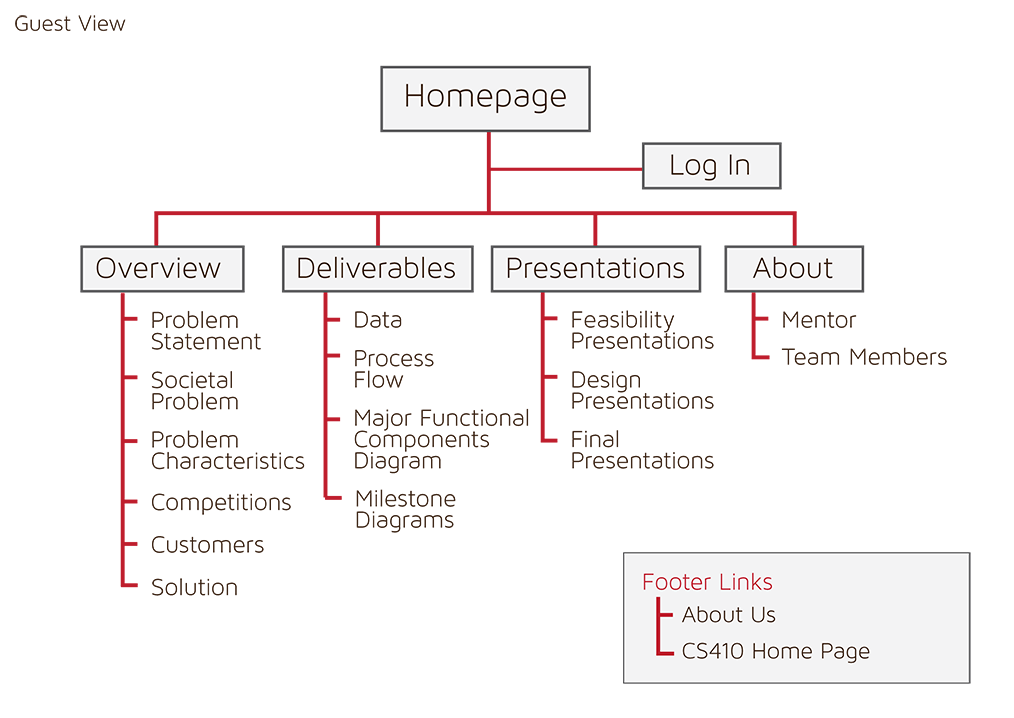 Guest View
Homepage
Log In
Overview
Problem
Statement
Societal
Problem
Problem
Characteristics
Competitions
Customers
Solution
Deliverables
Data
Process
Flow
Major Functional
Components
Diagram
Milestone
Diagrams
Presentations
Feasibility
Presentations
Design
Presentations
Final
Presentations
About
Mentor
Team Members
Footer Links
About Us
CS410 Home Page